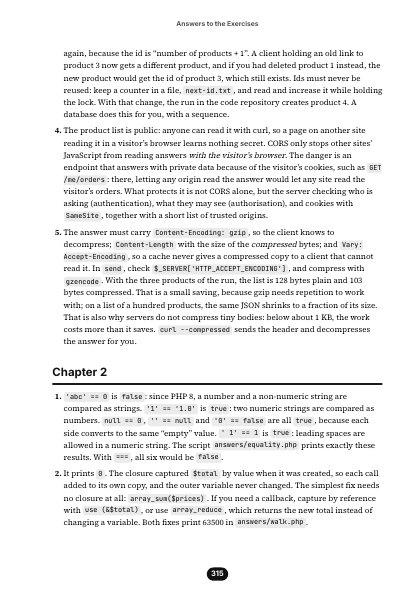 Answers to the Exercises
again, because the id is “number of products + 1”. A client holding an old link to
product 3 now gets a different product, and if you had deleted product 1 instead, the
new product would get the id of product 3, which still exists. Ids must never be
reused: keep a counter in a file, next-id.txt, and read and increase it while holding
the lock. With that change, the run in the code repository creates product 4. A
database does this for you, with a sequence.
4. The product list is public: anyone can read it with curl, so a page on another site
reading it in a visitor's browser learns nothing secret. CORS only stops other sites'
JavaScript from reading answers with the visitor's browser. The danger is an
endpoint that answers with private data because of the visitor's cookies, such as GET
/me/orders: there, letting any origin read the answer would let any site read the
visitor's orders. What protects it is not CORS alone, but the server checking who is
asking (authentication), what they may see (authorisation), and cookies with
SameSite, together with a short list of trusted origins.
5. The answer must carry Content-Encoding: gzip, so the client knows to
decompress; Content-Length with the size of the compressed bytes; and Vary:
Accept-Encoding, so a cache never gives a compressed copy to a client that cannot
read it. In send, check $_SERVER['HTTP_ACCEPT_ENCODING'], and compress with
gzencode. With the three products of the run, the list is 128 bytes plain and 103
bytes compressed. That is a small saving, because gzip needs repetition to work
with; on a list of a hundred products, the same JSON shrinks to a fraction of its size.
That is also why servers do not compress tiny bodies: below about 1 KB, the work
costs more than it saves. curl --compressed sends the header and decompresses
the answer for you.
Chapter 2
1. 'abc' == 0 is false: since PHP 8, a number and a non-numeric string are
compared as strings. '1' == '1.0' is true: two numeric strings are compared as
numbers. null == 0, '' == null and '0' == false are all true, because each
side converts to the same “empty” value. ' 1' == 1 is true: leading spaces are
allowed in a numeric string. The script answers/equality.php prints exactly these
results. With ===, all six would be false.
2. It prints 0. The closure captured $total by value when it was created, so each call
added to its own copy, and the outer variable never changed. The simplest fix needs
no closure at all: array_sum($prices). If you need a callback, capture by reference
with use (&$total), or use array_reduce, which returns the new total instead of
changing a variable. Both fixes print 63500 in answers/walk.php.
315